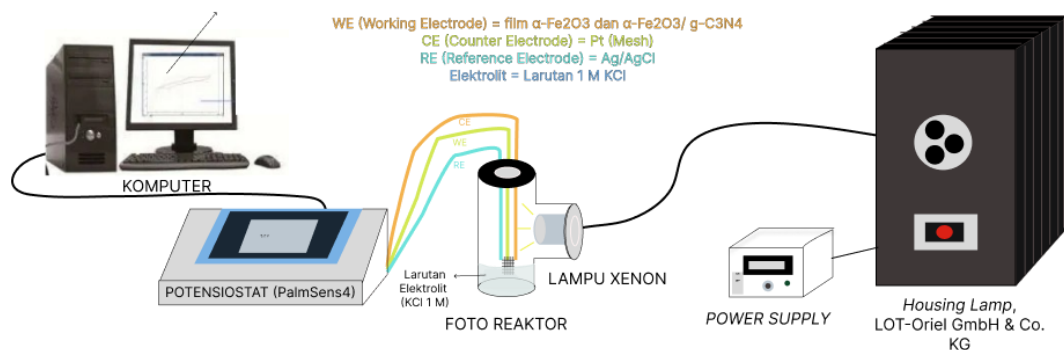 WE (Working Electrode) = film α-Fe2O3 dan α-Fe2O3/ g-C3N4
CE (Counter Electrode) = Pt (Mesh)
RE (Reference Electrode) = Ag/AgCl
Elektrolit = Larutan 1 M KCl
CE
WE
RE
KOMPUTER
POTENSIOSTAT (PalmSens4)
Larutan
Elektrolit
(KCl 1 M)
LAMPU XENON
FOTO REAKTOR
POWER SUPPLY
Housing Lamp,
LOT-Oriel GmbH & Co.
KG